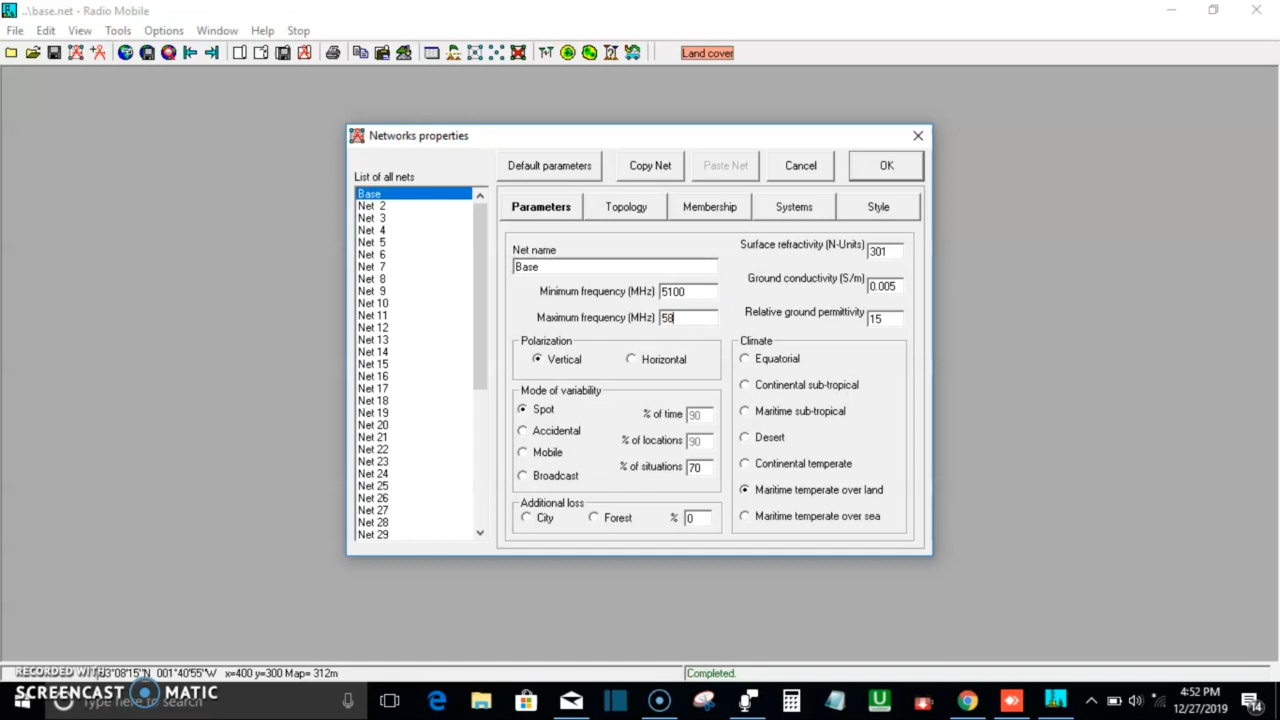 ..\base.net - Radio Mobile
File Edit View Tools Options Window Help Stop
Land cover
Networks properties
List of all nets
Default parameters Copy Net Paste Net Cancel OK
Parameters Topology Membership Systems Style
Base
Net 2
Net 3
Net 4
Net 5
Net 6
Net 7
Net 8
Net 9
Net 10
Net 11
Net 12
Net 13
Net 14
Net 15
Net 16
Net 17
Net 18
Net 19
Net 20
Net 21
Net 22
Net 23
Net 24
Net 25
Net 26
Net 27
Net 28
Net 29
Net name
Base
Minimum frequency (MHz) 5100
Maximum frequency (MHz) 58
Surface refractivity (N-Units) 301
Ground conductivity (S/m) 0.005
Relative ground permittivity 15
Polarization
Vertical Horizontal
Mode of variability
Spot % of time 90
Accidental % of locations 90
Mobile % of situations 70
Broadcast
Additional loss
City Forest % 0
Climate
Equatorial
Continental sub-tropical
Maritime sub-tropical
Desert
Continental temperate
Maritime temperate over land
Maritime temperate over sea
RECORDED WITH
3°08'15"N 001°40'55"W x=400 y=300 Map= 312m Completed.
SCREENCAST MATIC
Type here to search
4:52 PM
12/27/2019
14